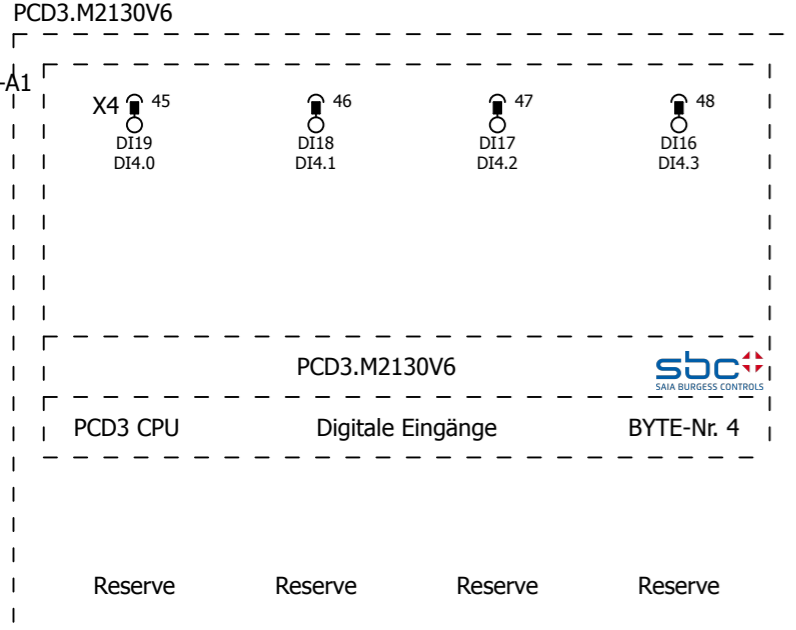 PCD3.M2130V6
-A1
X4 45 46 47 48
DI19 DI18 DI17 DI16
DI4.0 DI4.1 DI4.2 DI4.3
PCD3.M2130V6
sbc
SAIA BURGESS CONTROLS
PCD3 CPU Digitale Eingänge BYTE-Nr. 4
Reserve Reserve Reserve Reserve